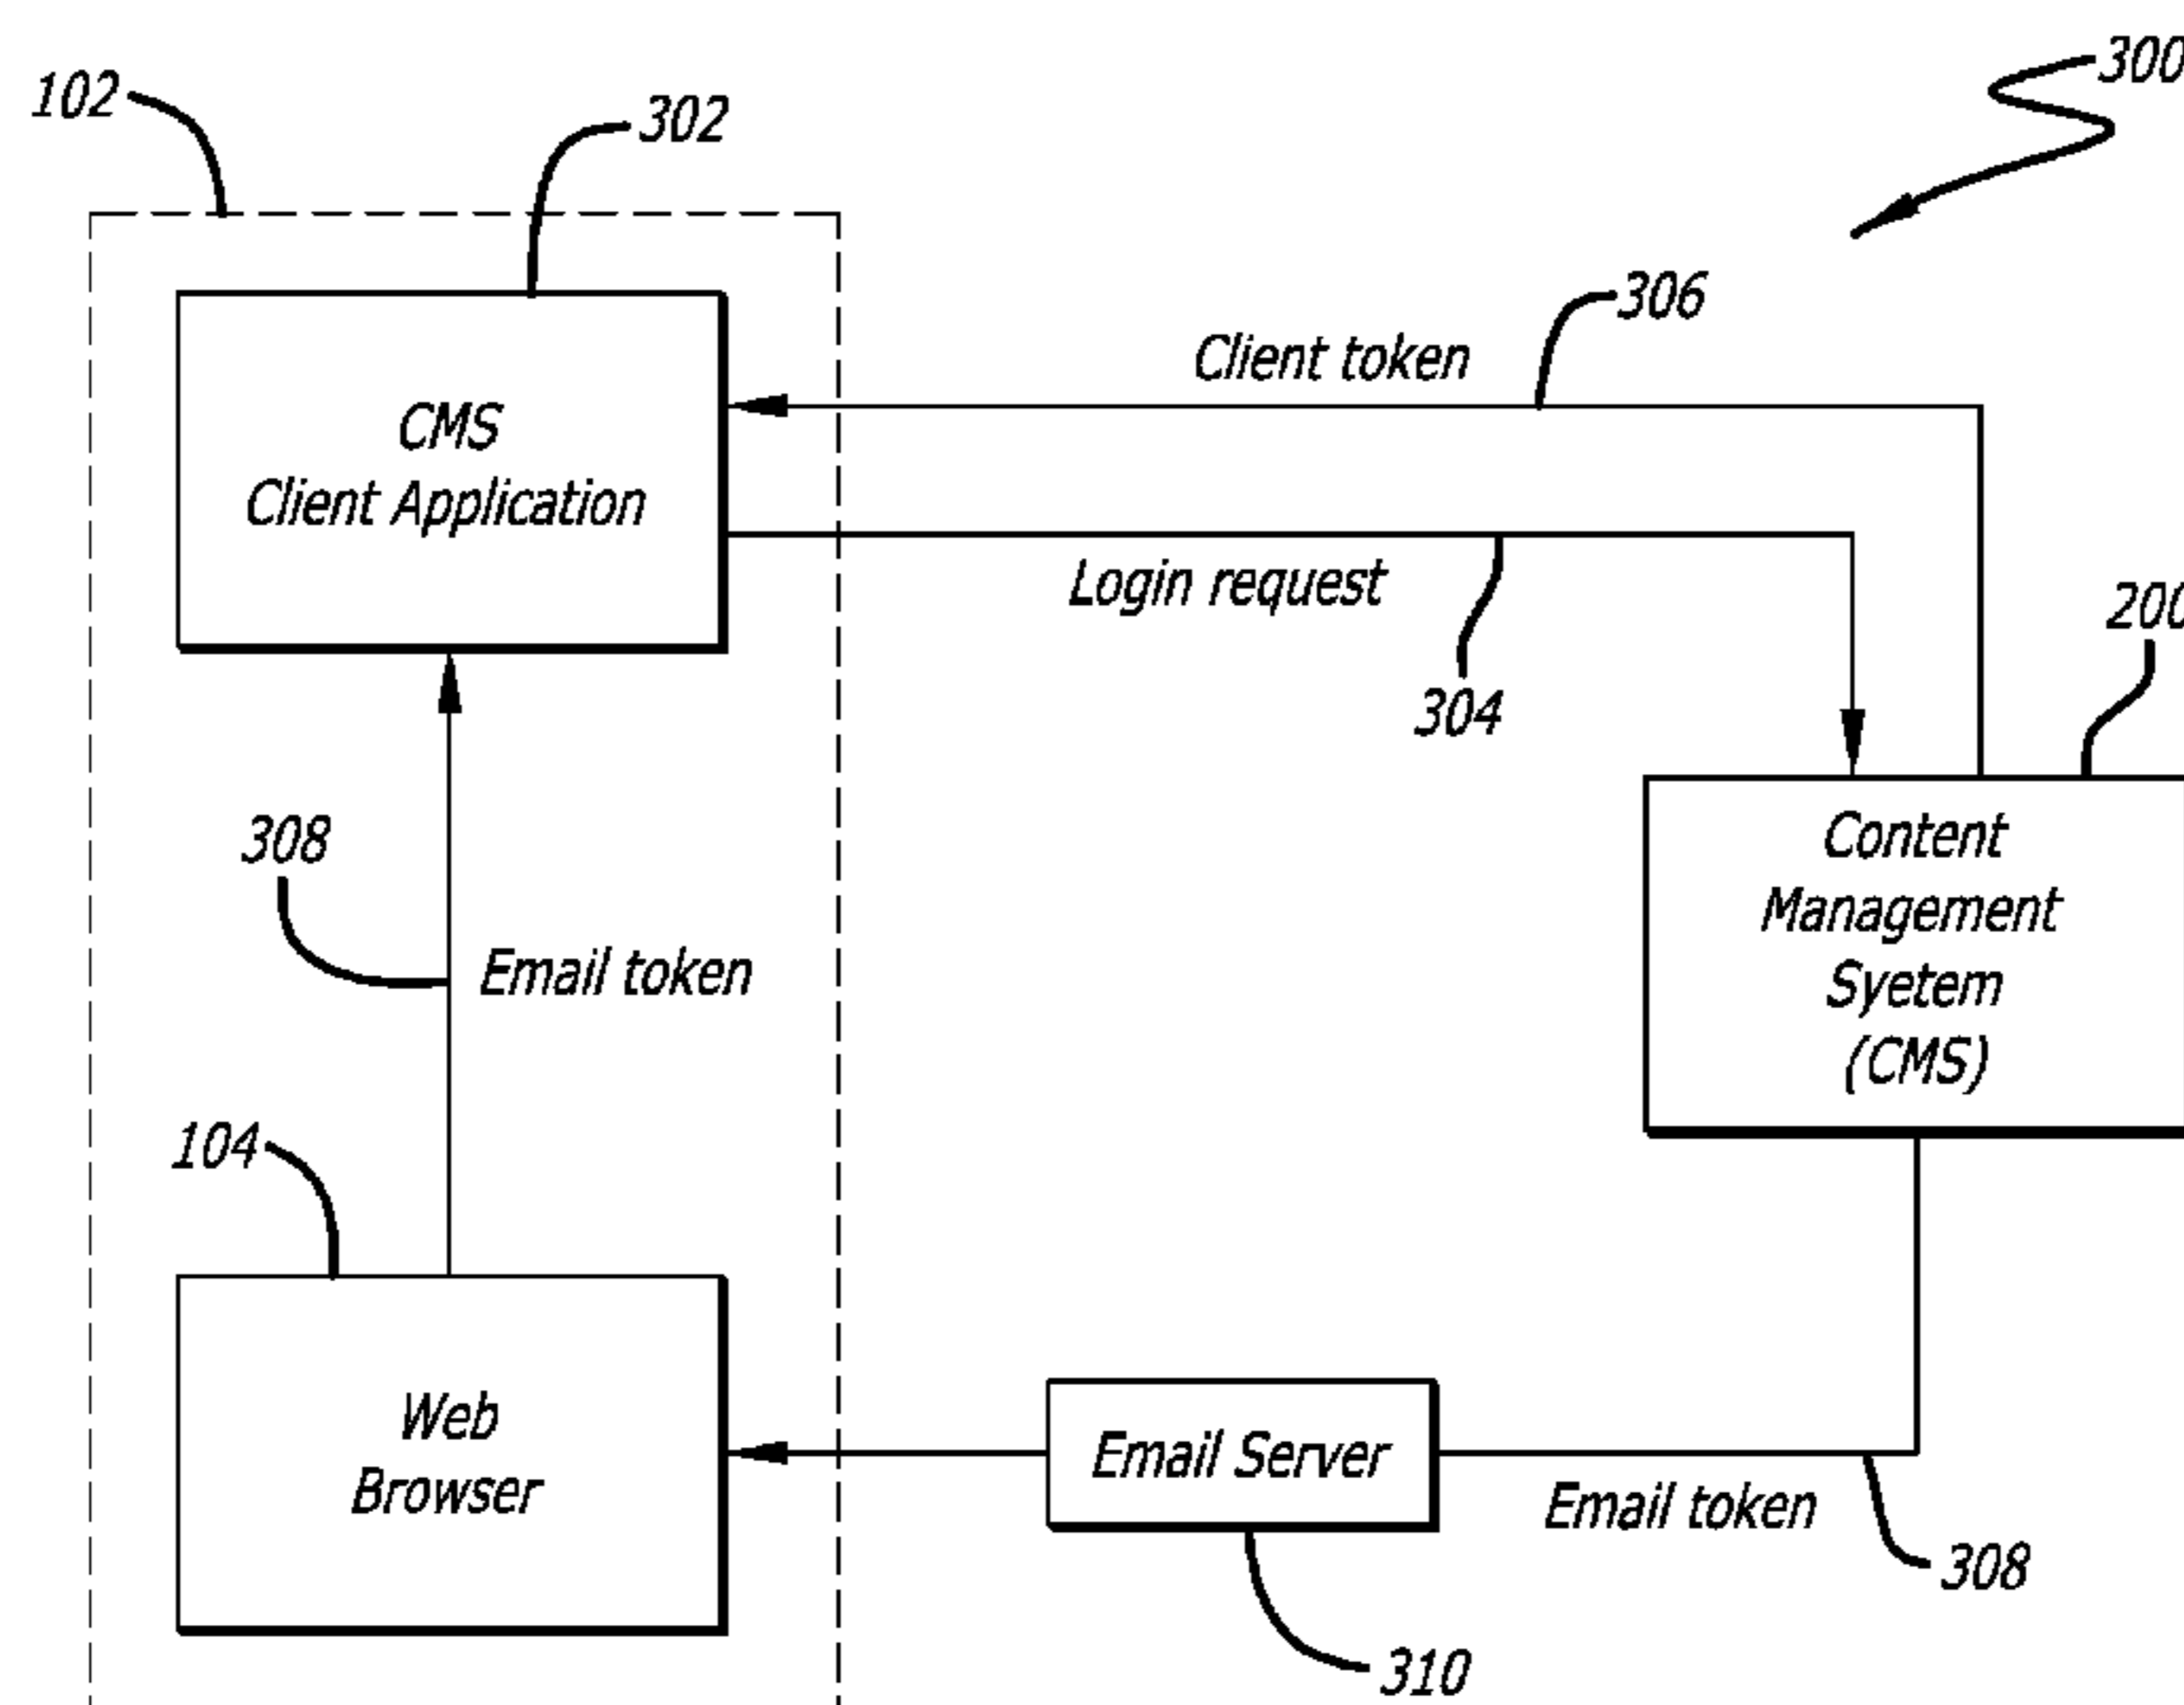 300
102
302
306
Client token
CMS
Client Application
Login request
200
304
Content
Management
Syetem
(CMS)
308
Email token
104
Web
Browser
Email Server
Email token
308
310